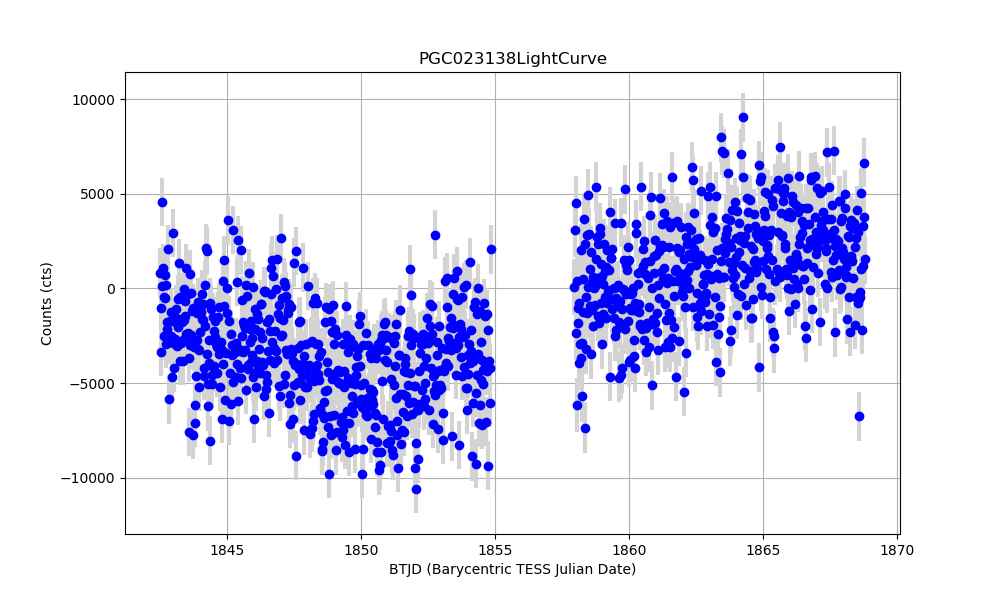 PGC023138LightCurve
10000
5000
0
−5000
−10000
Counts (cts)
1845 1850 1855 1860 1865 1870
BTJD (Barycentric TESS Julian Date)